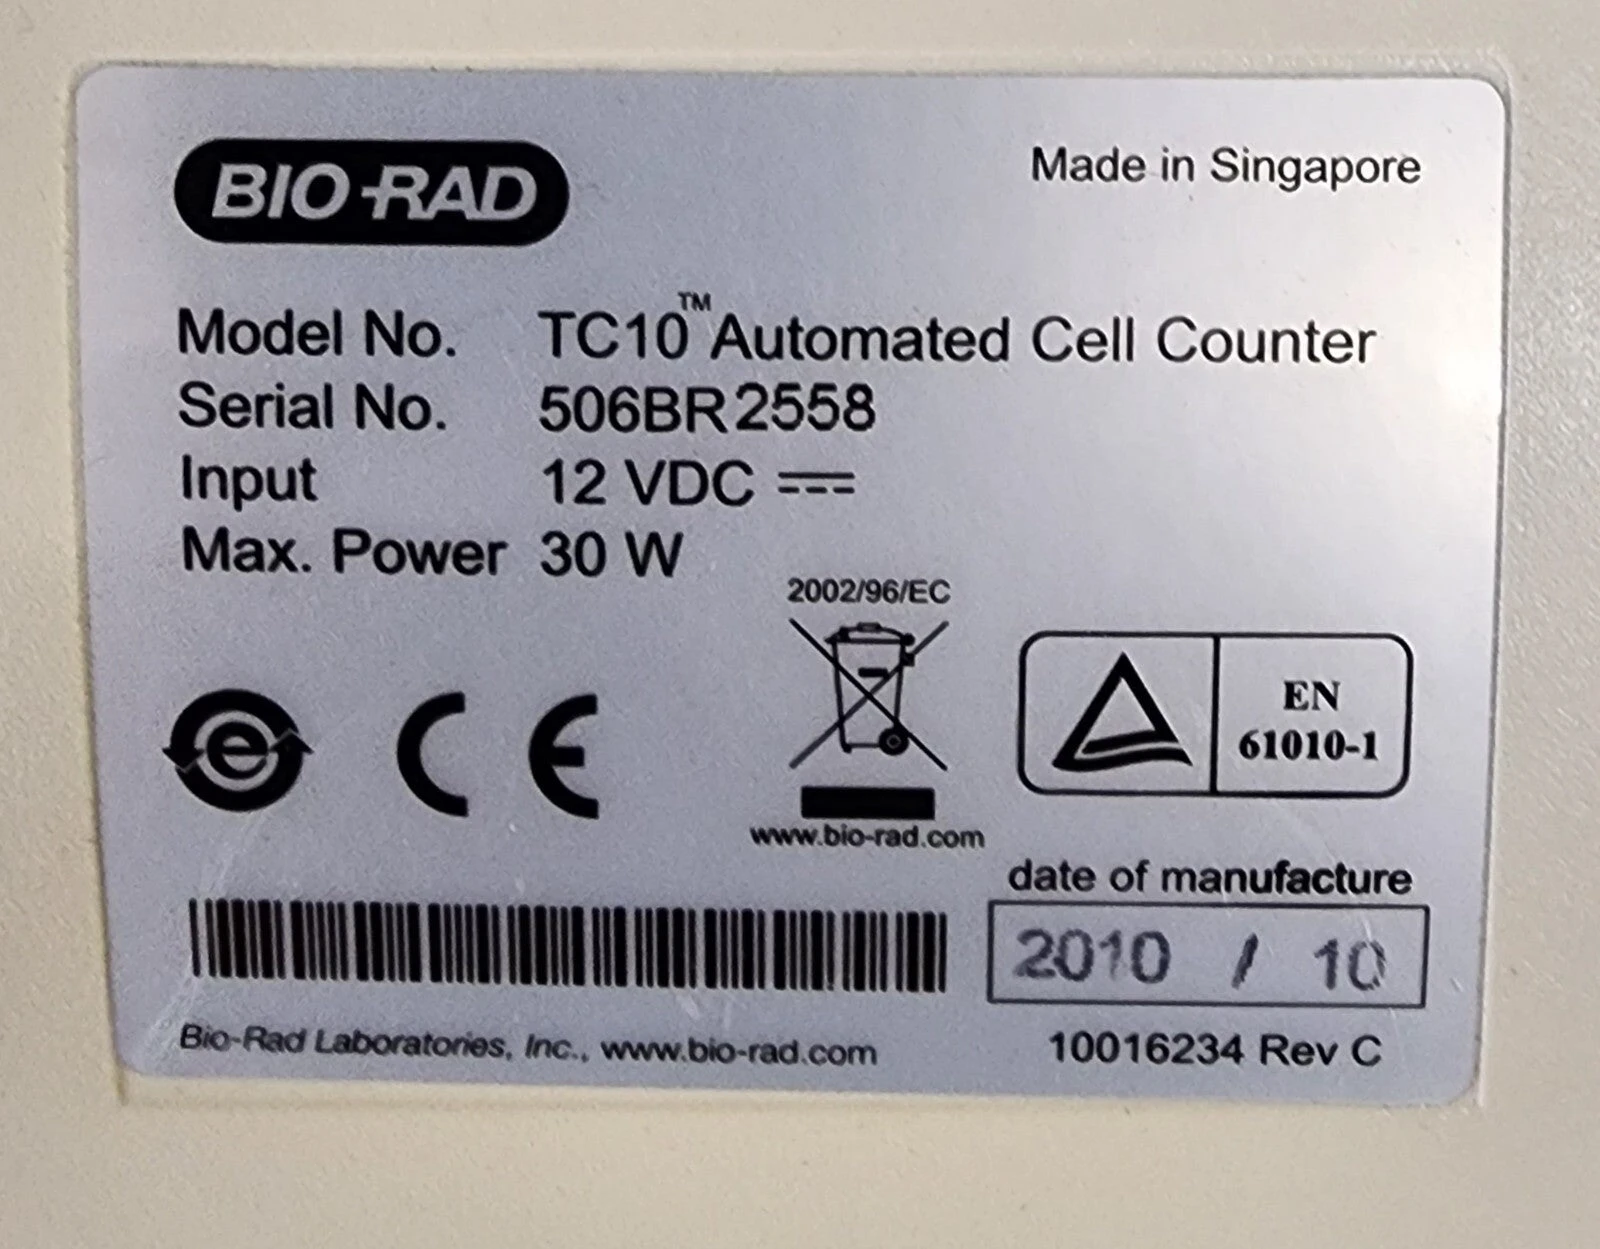 BIO-RAD
Made in Singapore
Model No. TC10™ Automated Cell Counter
Serial No. 506BR2558
Input 12 VDC
Max. Power 30 W
2002/96/EC
e
CE
EN
61010-1
www.bio-rad.com
date of manufacture
2010 / 10
Bio-Rad Laboratories, Inc., www.bio-rad.com
10016234 Rev C